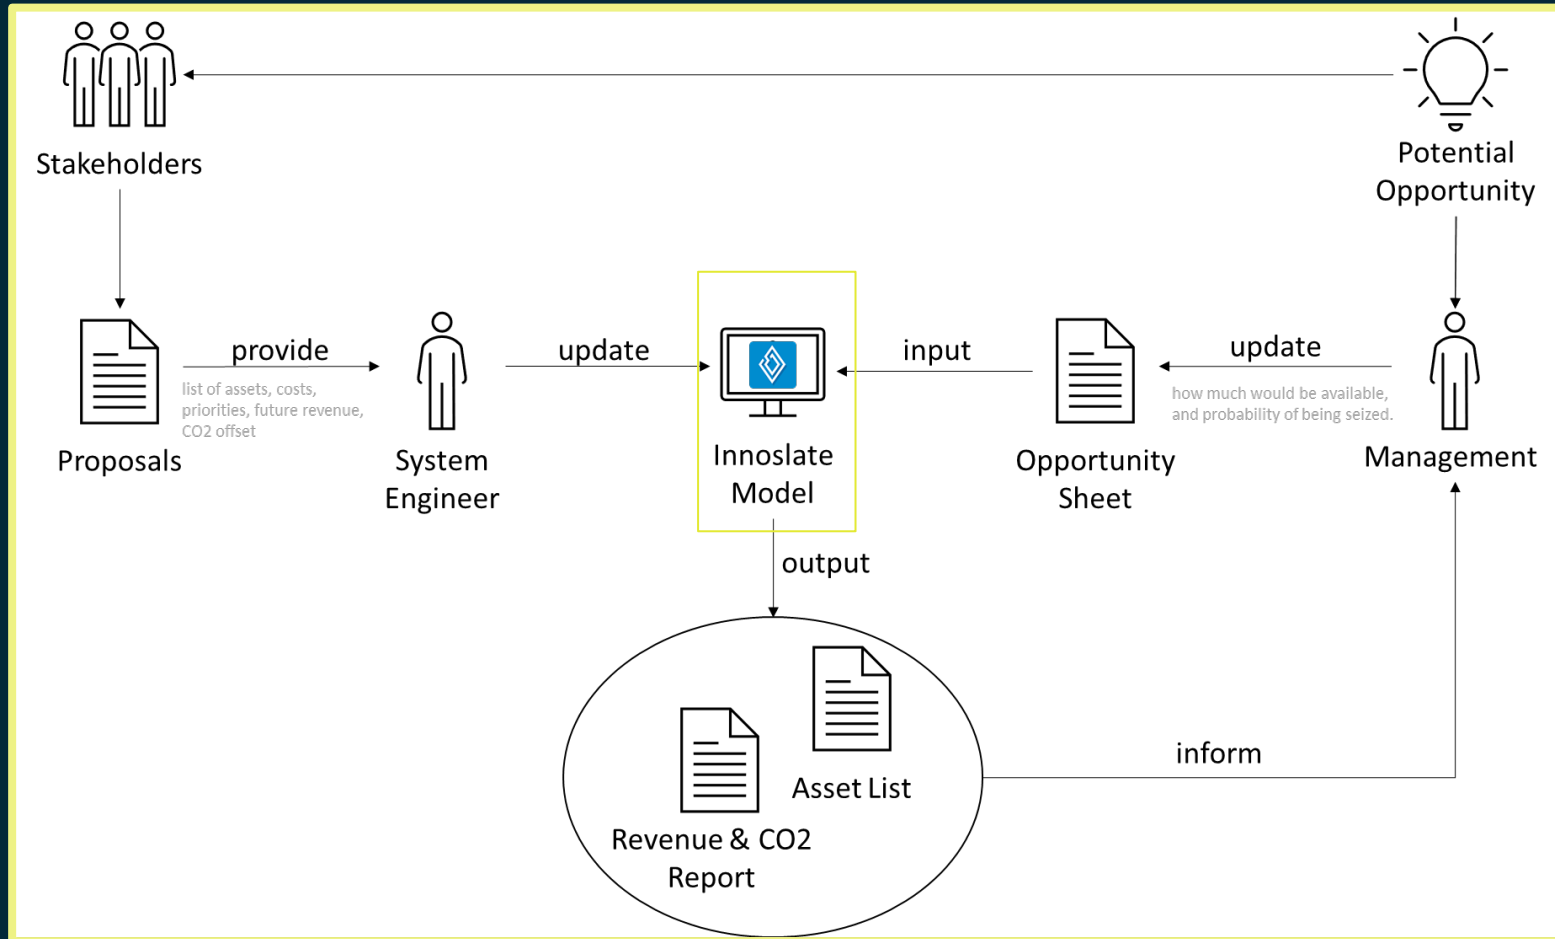 Stakeholders
Potential
Opportunity
provide
list of assets, costs,
priorities, future revenue,
CO2 offset
update
input
update
how much would be available,
and probability of being seized.
Proposals
System
Engineer
Innoslate
Model
Opportunity
Sheet
Management
output
inform
Asset List
Revenue & CO2
Report